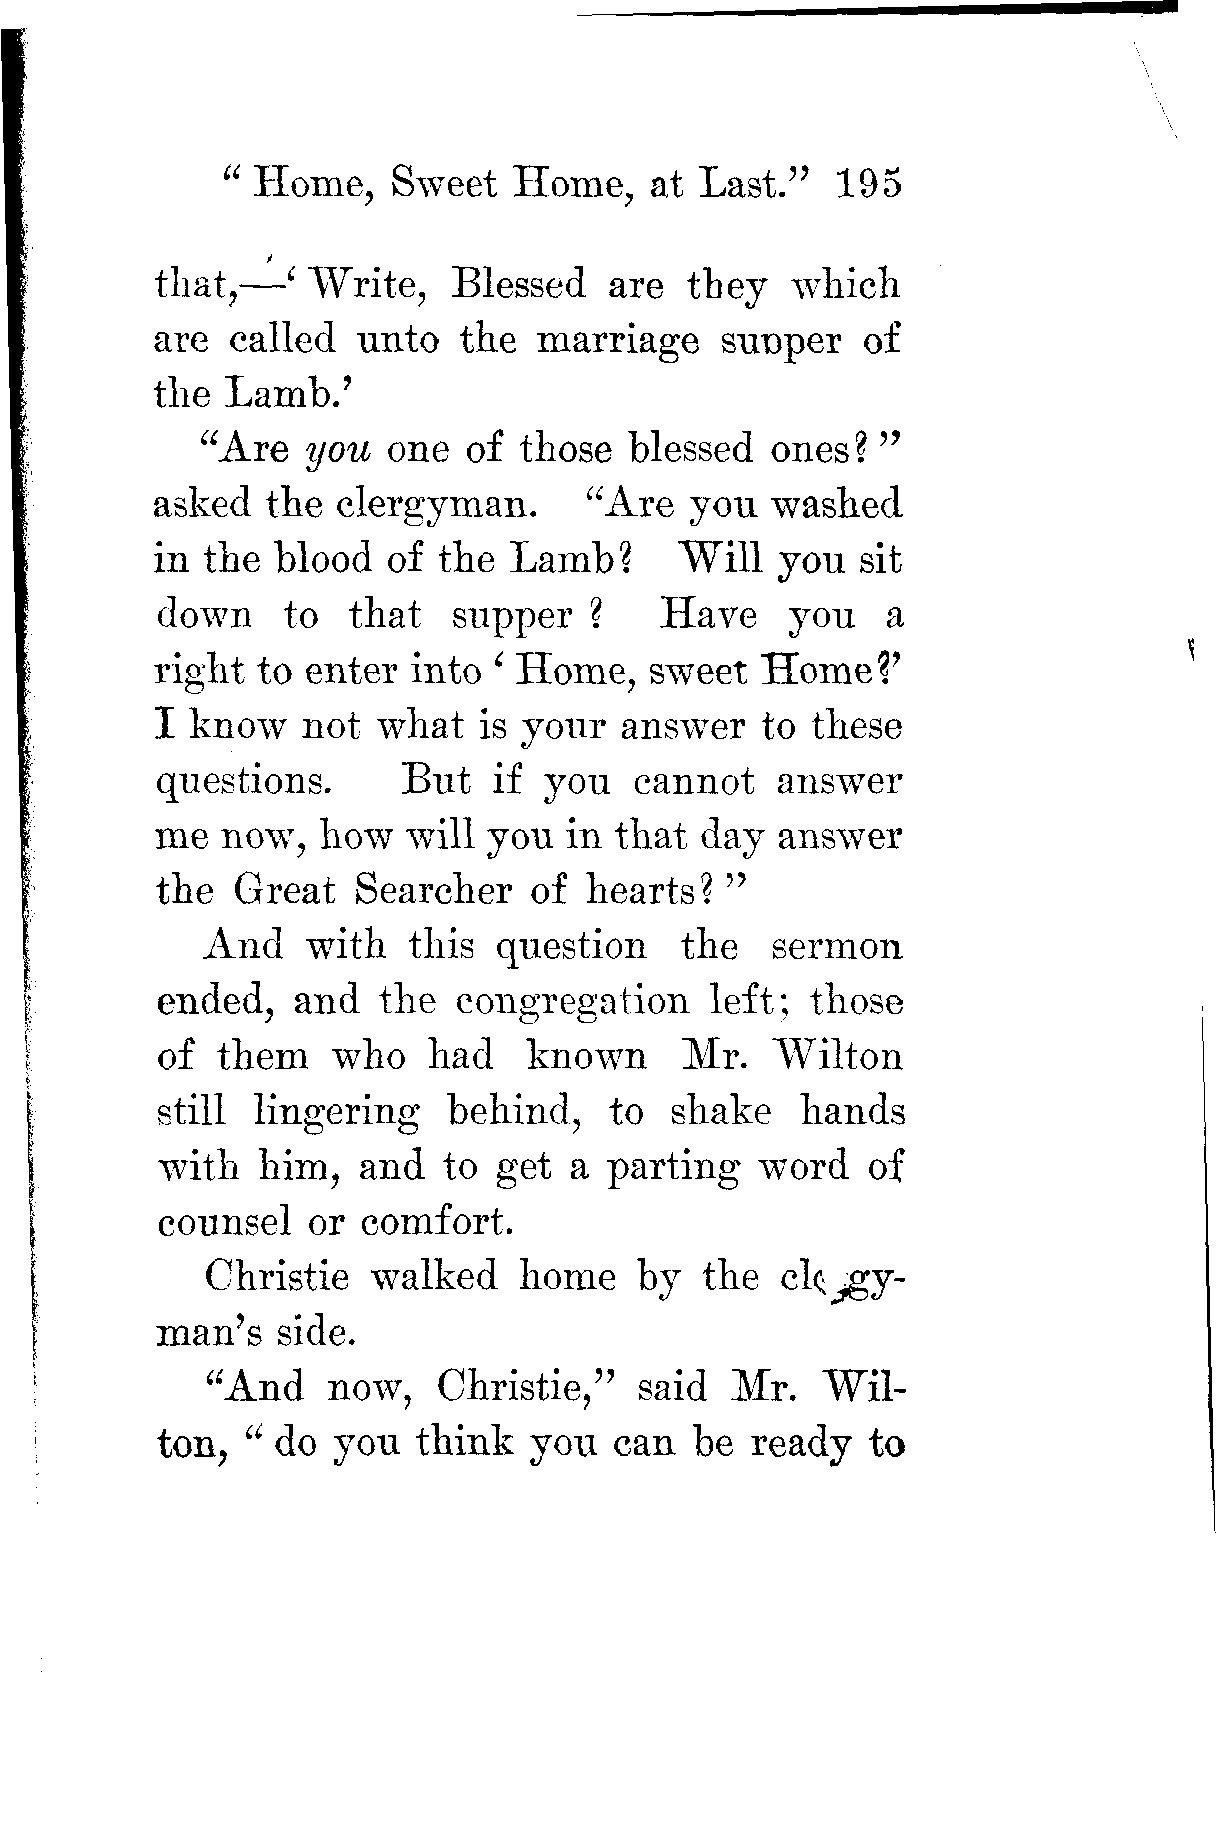 “ Home, Sweet Home, at Last.” 195
that,—‘ Write, Blessed are they which
are called unto the marriage supper of
the Lamb.’
“Are you one of those blessed ones? ”
asked the clergyman. “Are you washed
in the blood of the Lamb? Will you sit
down to that supper ? Have you a
right to enter into ‘ Home, sweet Home?’
I know not what is your answer to these
questions. But if you cannot answer
me now, how will you in that day answer
the Great Searcher of hearts? ”
And with this question the sermon
ended, and the congregation left; those
of them who had known Mr. Wilton
still lingering behind, to shake hands
with him, and to get a parting word of
counsel or comfort.
Christie walked home by the clergy-
man’s side.
“And now, Christie,” said Mr. Wil-
ton, “ do you think you can be ready to